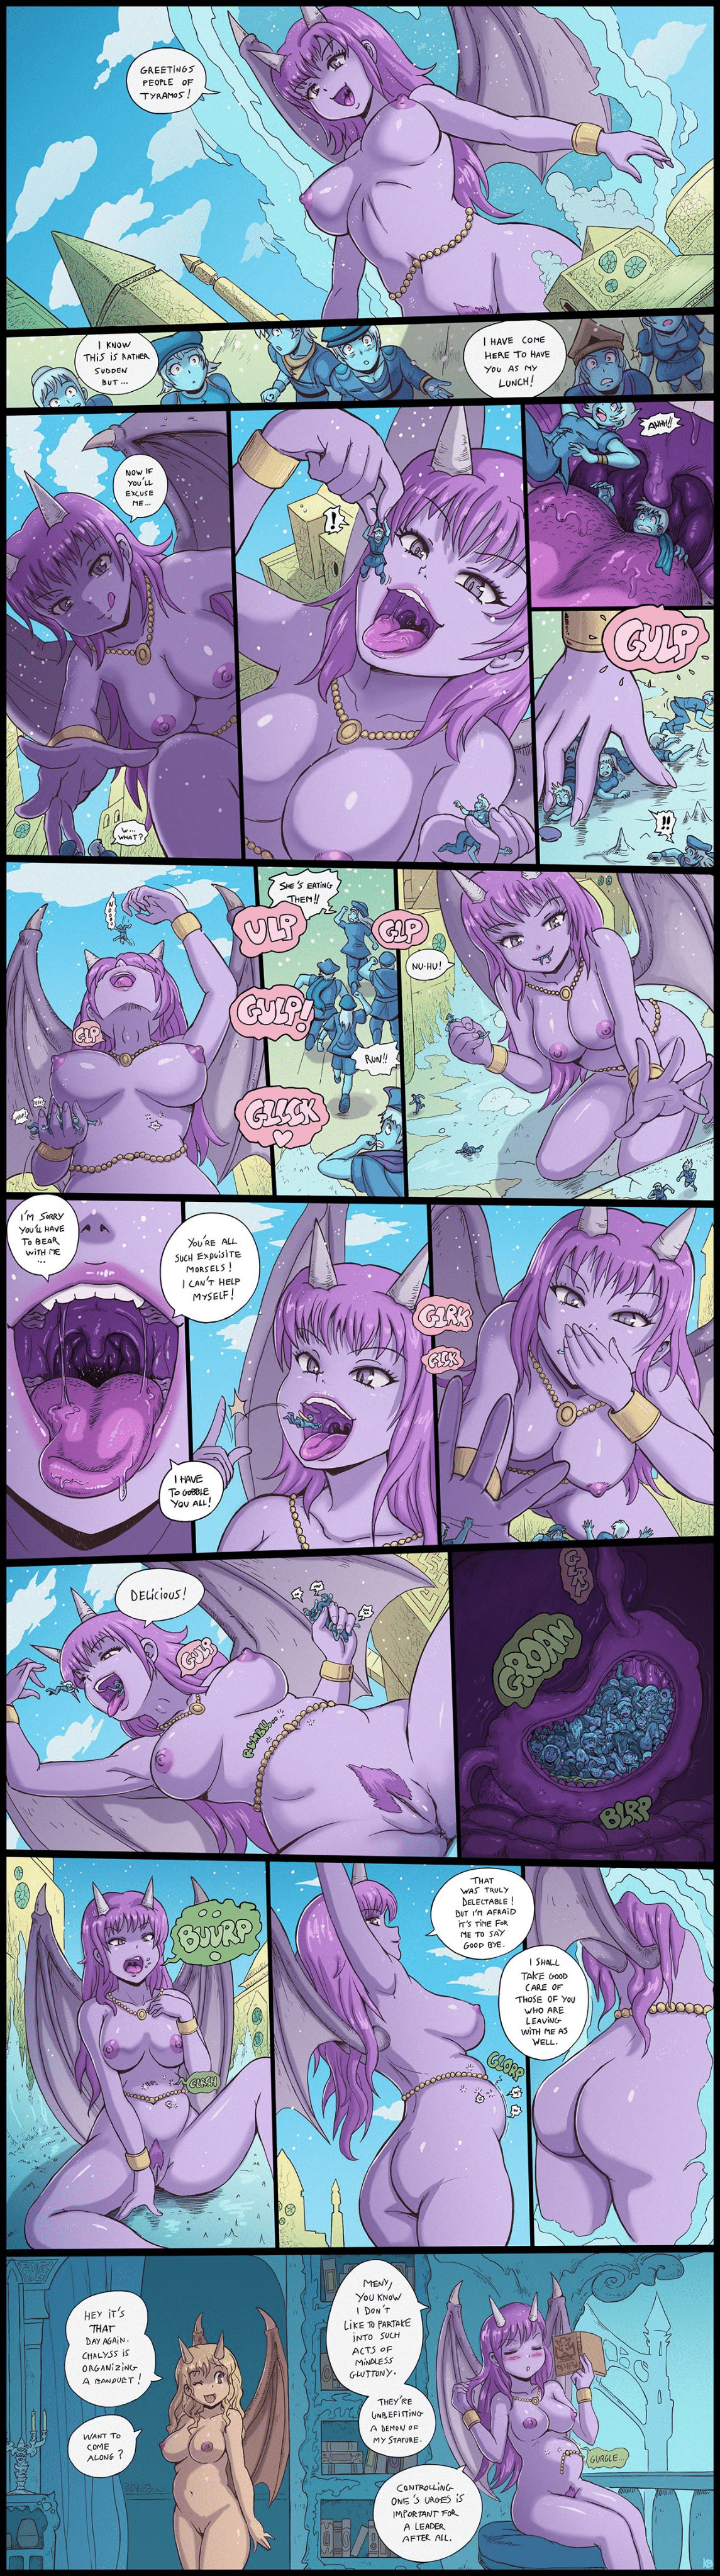 GREETINGS
PEOPLE OF
TYRAMOS!
I KNOW
THIS IS RATHER
SUDDEN
BUT...
I HAVE COME
HERE TO HAVE
YOU AS MY
LUNCH!
NOW IF
YOU'LL
EXCUSE
ME...
W...
WHAT?
!
AHHH!!
GULP
!!
NOOOO
GLP
SHE'S EATING
THEM!!
ULP
GLP
GULP!
RUN!!
GLLCK
NU-HU!
I'M SORRY
YOU'LL HAVE
TO BEAR
WITH ME
...
YOU'RE ALL
SUCH EXQUISITE
MORSELS!
I CAN'T HELP
MYSELF!
I HAVE
TO GOBBLE
YOU ALL!
GLRK
GLCK
DELICIOUS!
GULP
RUMBLE...
GLRP
GROAN
BLRP
BUURP
GLRCH
THAT
WAS TRULY
DELECTABLE!
BUT I'M AFRAID
IT'S TIME FOR
ME TO SAY
GOOD BYE.
GLORP
I SHALL
TAKE GOOD
CARE OF
THOSE OF YOU
WHO ARE
LEAVING
WITH ME AS
WELL.
HEY IT'S
THAT
DAY AGAIN.
CHALYSS IS
ORGANIZING
A BANQUET!
WANT TO
COME
ALONG?
MENY,
YOU KNOW
I DON'T
LIKE TO PARTAKE
INTO SUCH
ACTS OF
MINDLESS
GLUTTONY.
THEY'RE
UNBEFITTING
A DEMON OF
MY STATURE.
GURGLE...
CONTROLLING
ONE'S URGES IS
IMPORTANT FOR
A LEADER
AFTER ALL.